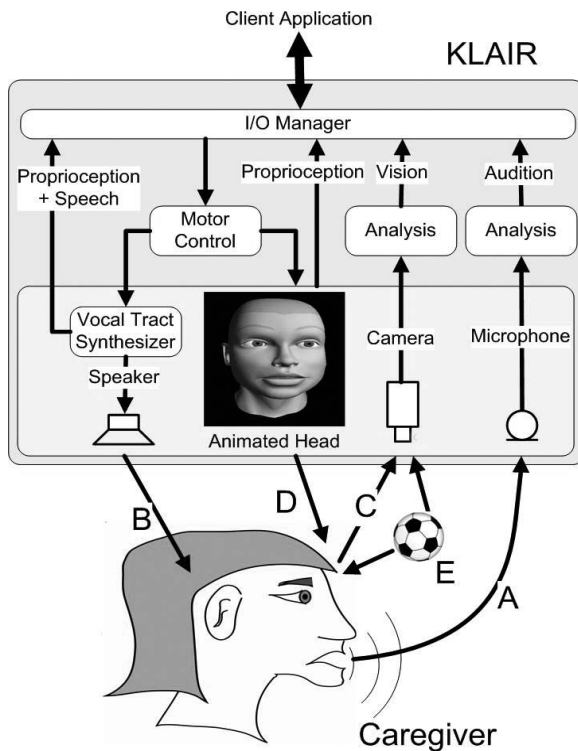 Client Application
KLAIR
I/O Manager
Proprioception
+ Speech
Proprioception
Vision
Audition
Motor
Control
Analysis
Analysis
Vocal Tract
Synthesizer
Camera
Microphone
Speaker
Animated Head
B
D
C
E
A
Caregiver